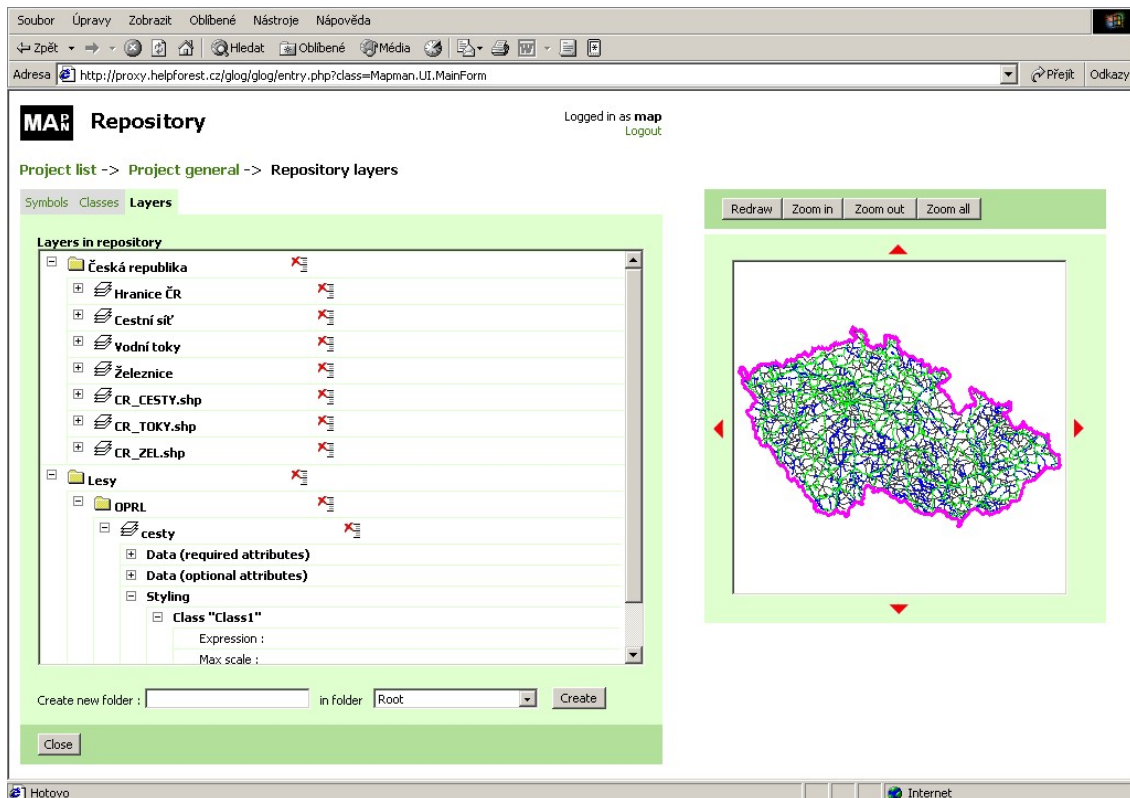 Soubor Úpravy Zobrazit Oblíbené Nástroje Nápověda
Zpět Hledat Oblíbené Média
Adresa http://proxy.helpforest.cz/glog/glog/entry.php?class=Mapman.UI.MainForm Přejít Odkazy
MAPN Repository
Logged in as map
Logout
Project list -> Project general -> Repository layers
Symbols Classes Layers
Redraw Zoom in Zoom out Zoom all
Layers in repository
Česká republika
Hranice ČR
Cestní síť
Vodní toky
Železnice
CR_CESTY.shp
CR_TOKY.shp
CR_ZEL.shp
Lesy
OPRL
cesty
Data (required attributes)
Data (optional attributes)
Styling
Class "Class1"
Expression :
Max scale :
Create new folder : in folder Root Create
Close
Hotovo Internet